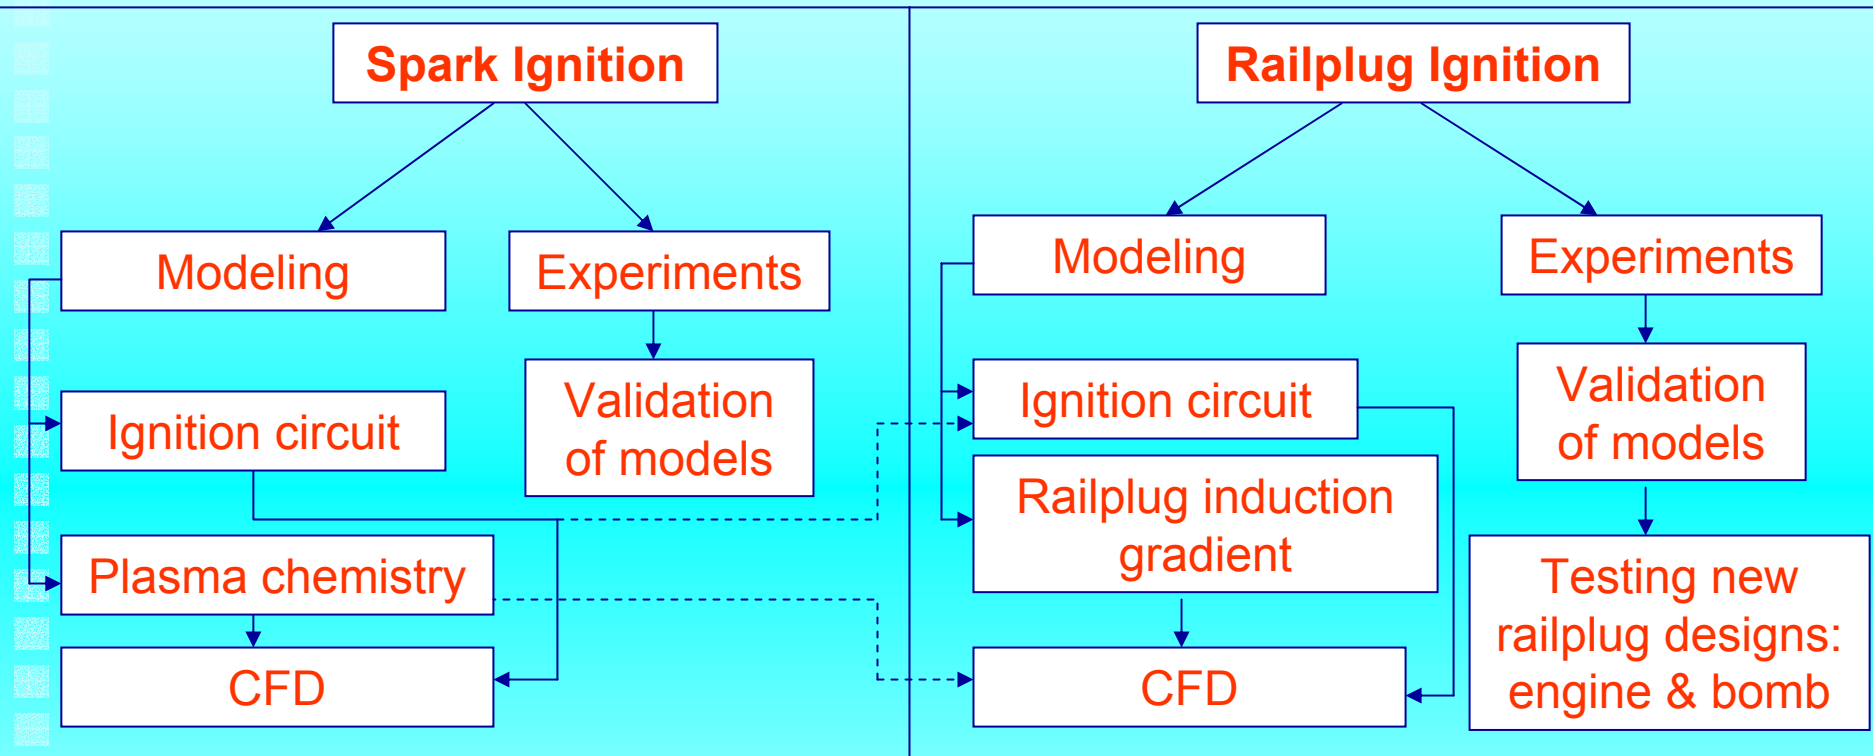 Spark Ignition
Modeling
Experiments
Ignition circuit
Validation
of models
Plasma chemistry
CFD
Railplug Ignition
Modeling
Experiments
Ignition circuit
Validation
of models
Railplug induction
gradient
Testing new
railplug designs:
engine & bomb
CFD